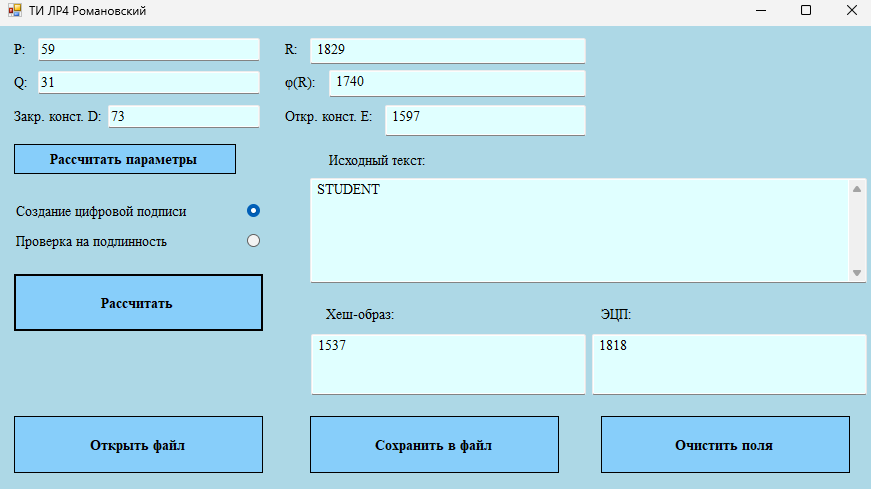 ТИ ЛР4 Романовский
P: 59
R: 1829
Q: 31
φ(R): 1740
Закр. конст. D: 73
Откр. конст. E: 1597
Рассчитать параметры
Исходный текст:
STUDENT
Создание цифровой подписи
Проверка на подлинность
Рассчитать
Хеш-образ:
ЭЦП:
1537
1818
Открыть файл
Сохранить в файл
Очистить поля